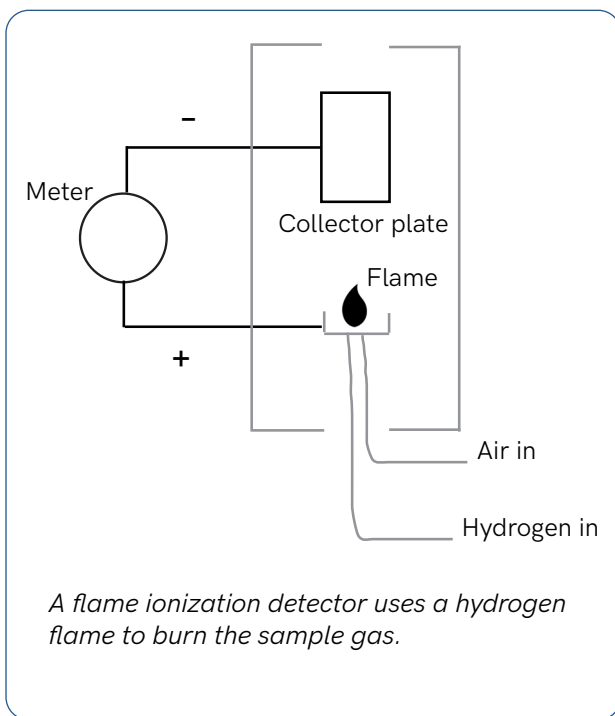 –
Meter
Collector plate
Flame
+
Air in
Hydrogen in
A flame ionization detector uses a hydrogen
flame to burn the sample gas.